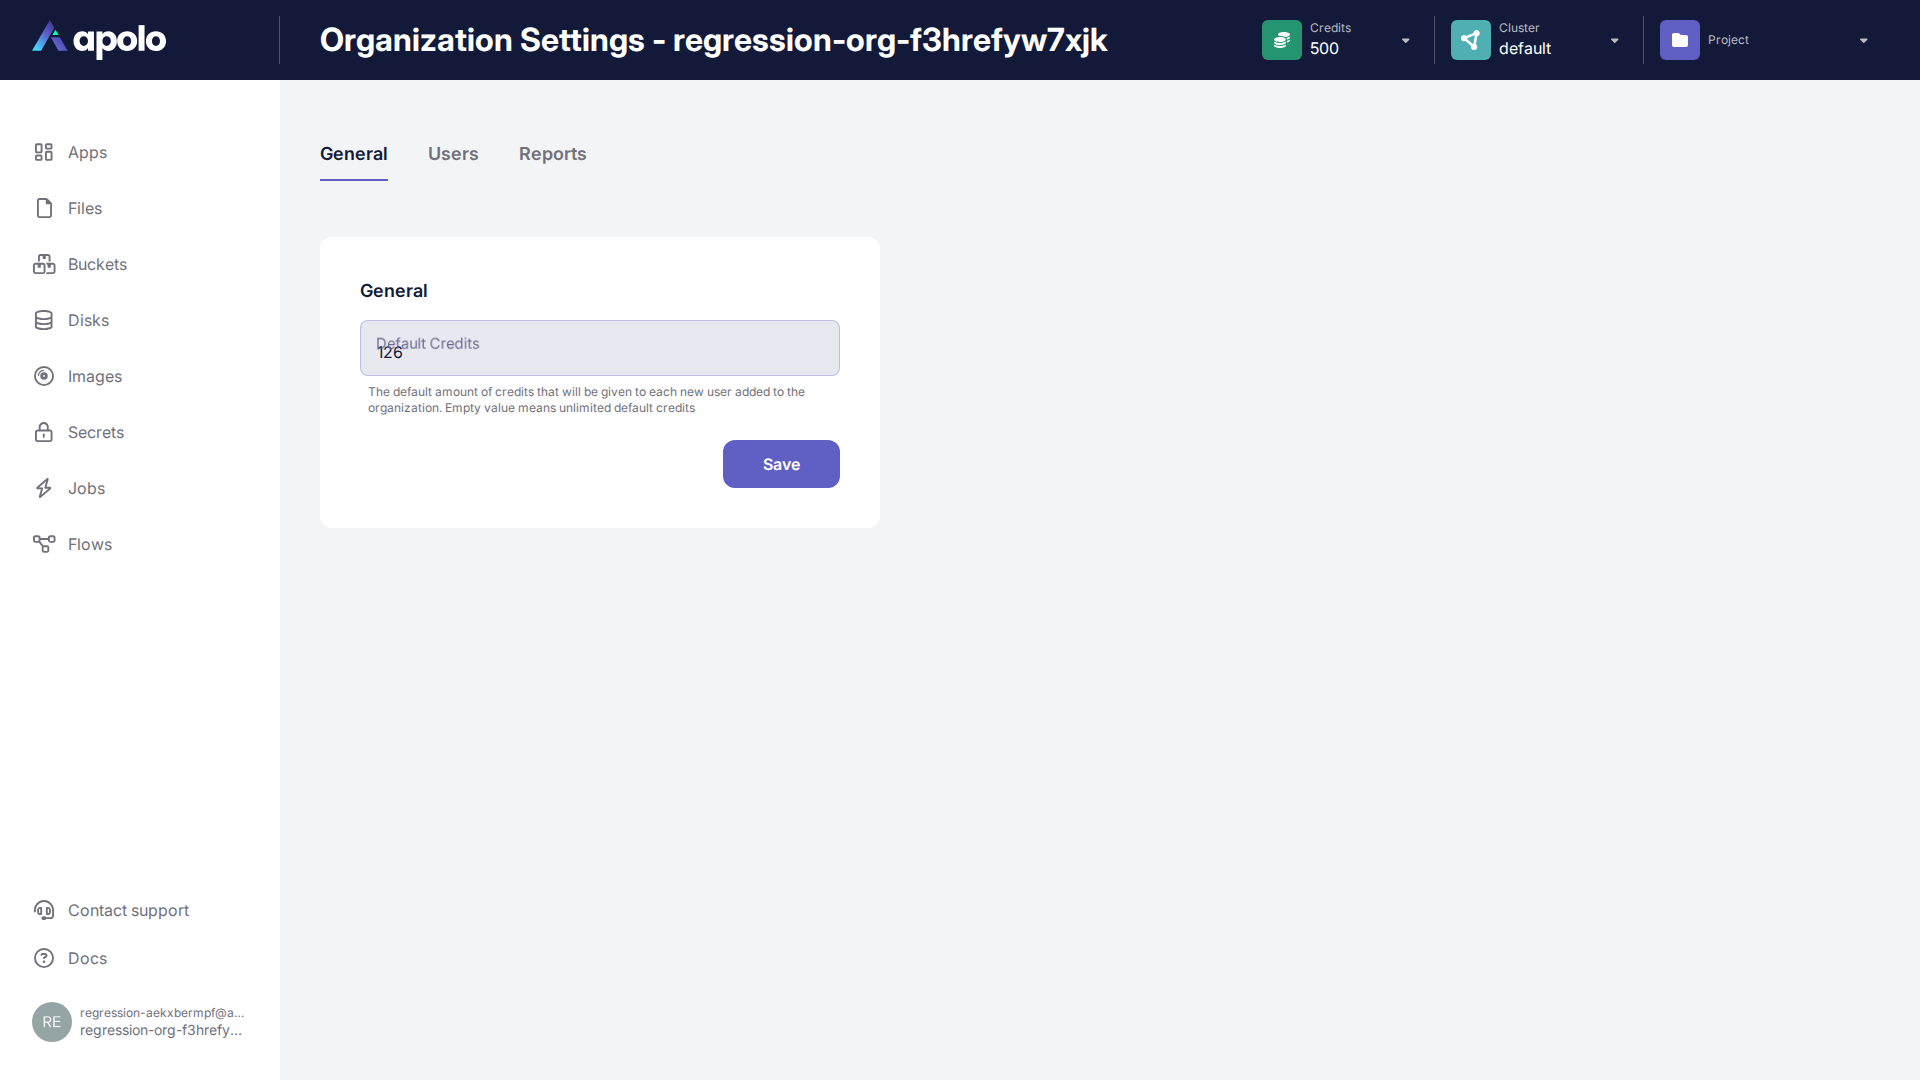 apolo
Organization Settings - regression-org-f3hrefyw7xjk
Credits
500
Cluster
default
Project
Apps
Files
Buckets
Disks
Images
Secrets
Jobs
Flows
General
Users
Reports
General
Default Credits
126
The default amount of credits that will be given to each new user added to the
organization. Empty value means unlimited default credits
Save
Contact support
Docs
RE
regression-aekxbermpf@a...
regression-org-f3hrefy...